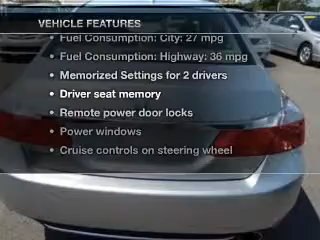 VEHICLE FEATURES
• Fuel Consumption: City: 27 mpg
• Fuel Consumption: Highway: 36 mpg
• Memorized Settings for 2 drivers
• Driver seat memory
• Remote power door locks
• Power windows
• Cruise controls on steering wheel